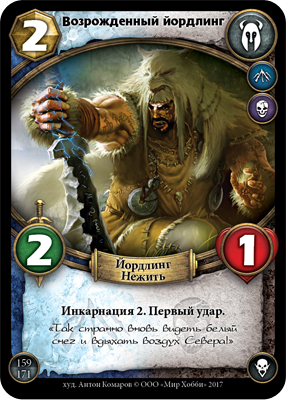 2
Возрожденный йордлинг
2
Йордлинг
Нежить
1
Инкарнация 2. Первый удар.
«Так странно вновь видеть белый
снег и вдыхать воздух Севера!»
159
171
худ. Антон Комаров © ООО «Мир Хобби» 2017